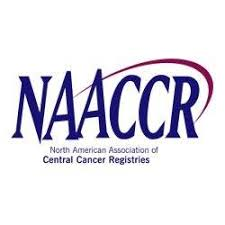 NAACCR
North American Association of
Central Cancer Registries